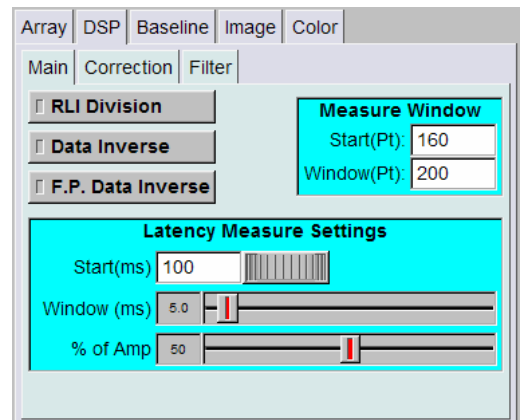 Array DSP Baseline Image Color
Main Correction Filter
RLI Division
Data Inverse
F.P. Data Inverse
Measure Window
Start(Pt): 160
Window(Pt): 200
Latency Measure Settings
Start(ms) 100
Window (ms) 5.0
% of Amp 50